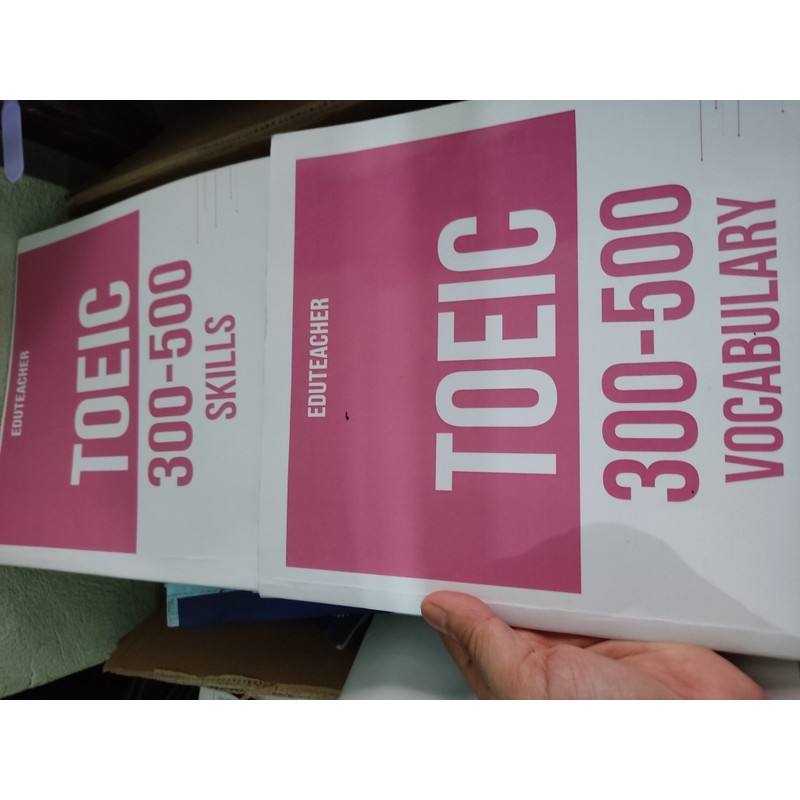 EDUTEACHER
TOEIC
300-500
SKILLS
EDUTEACHER
TOEIC
300-500
VOCABULARY